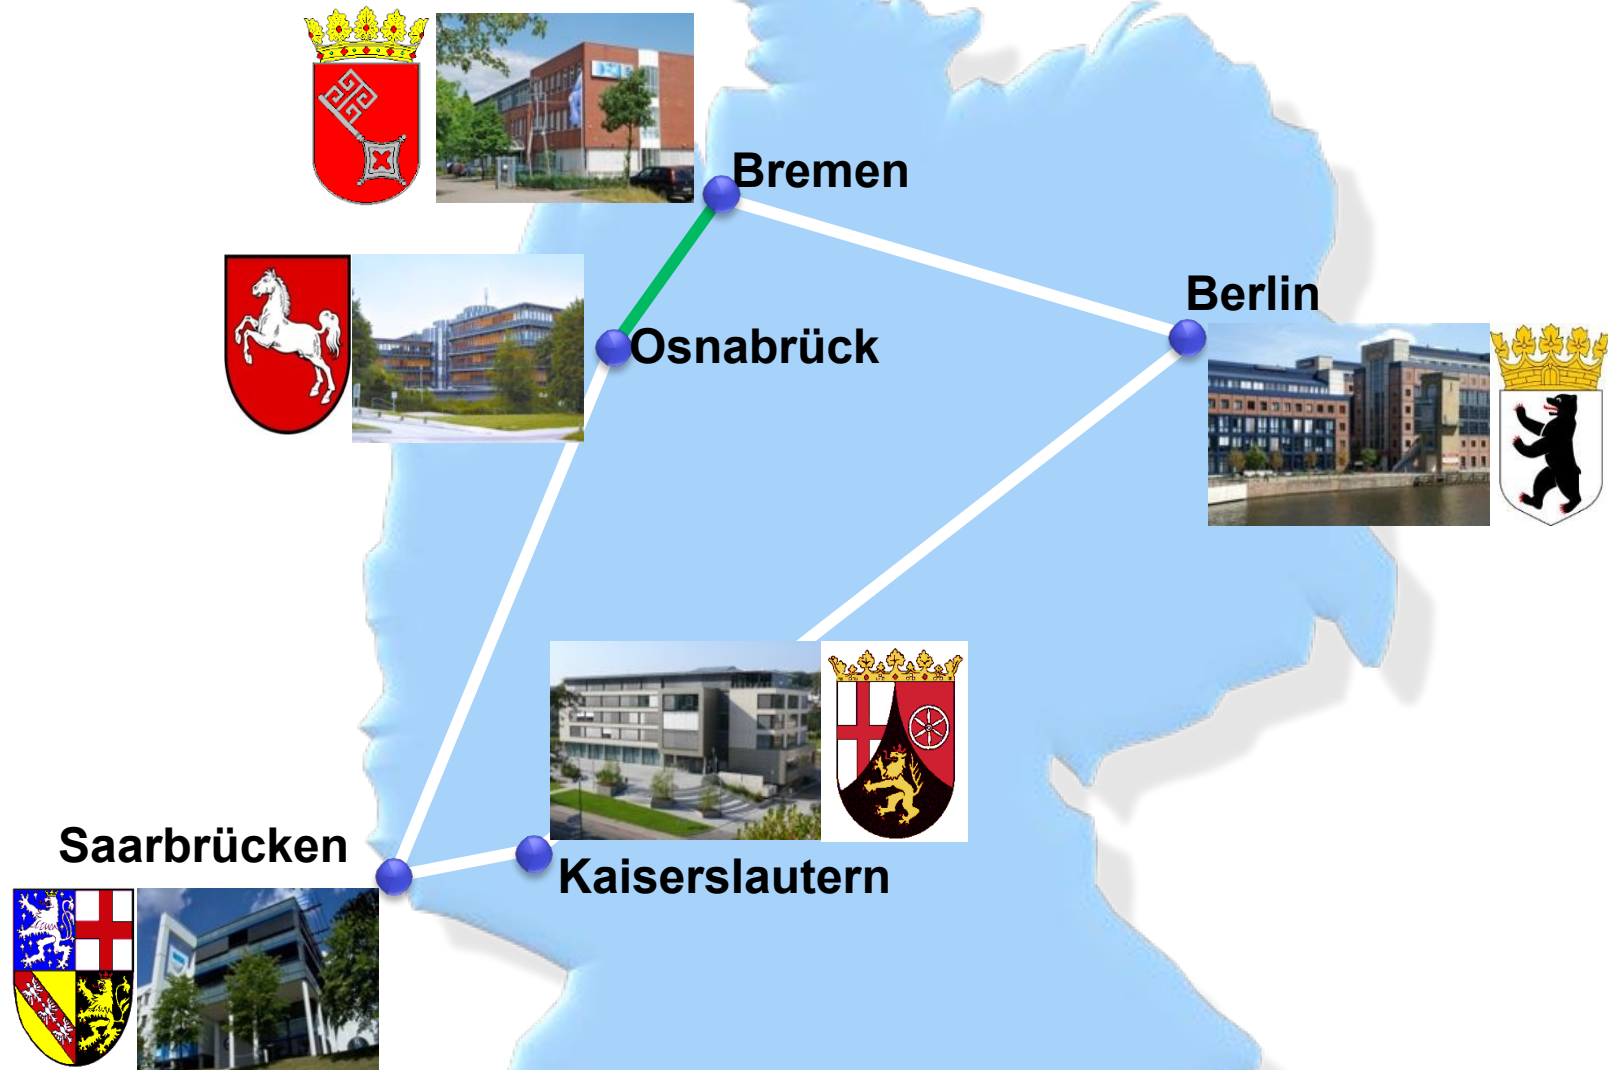 Bremen
Berlin
Osnabrück
Saarbrücken
Kaiserslautern